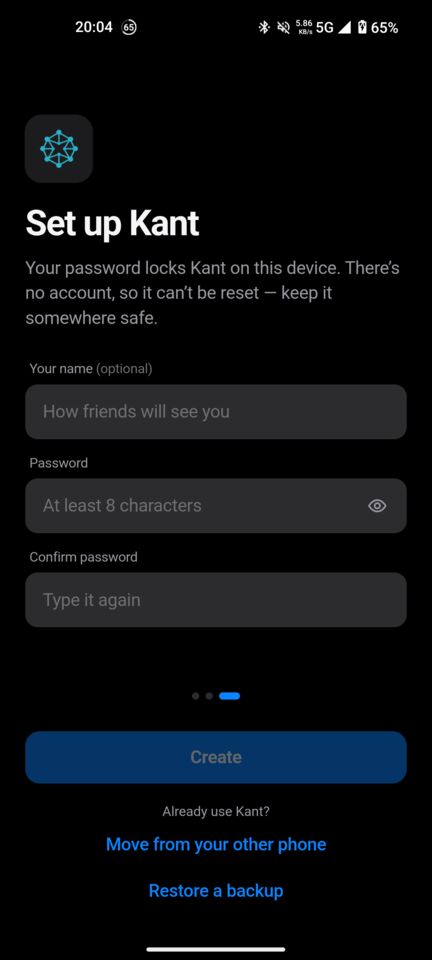 20:04 65 5.86 KB/s 5G 65%
Set up Kant
Your password locks Kant on this device. There’s
no account, so it can’t be reset — keep it
somewhere safe.
Your name (optional)
How friends will see you
Password
At least 8 characters
Confirm password
Type it again
Create
Already use Kant?
Move from your other phone
Restore a backup